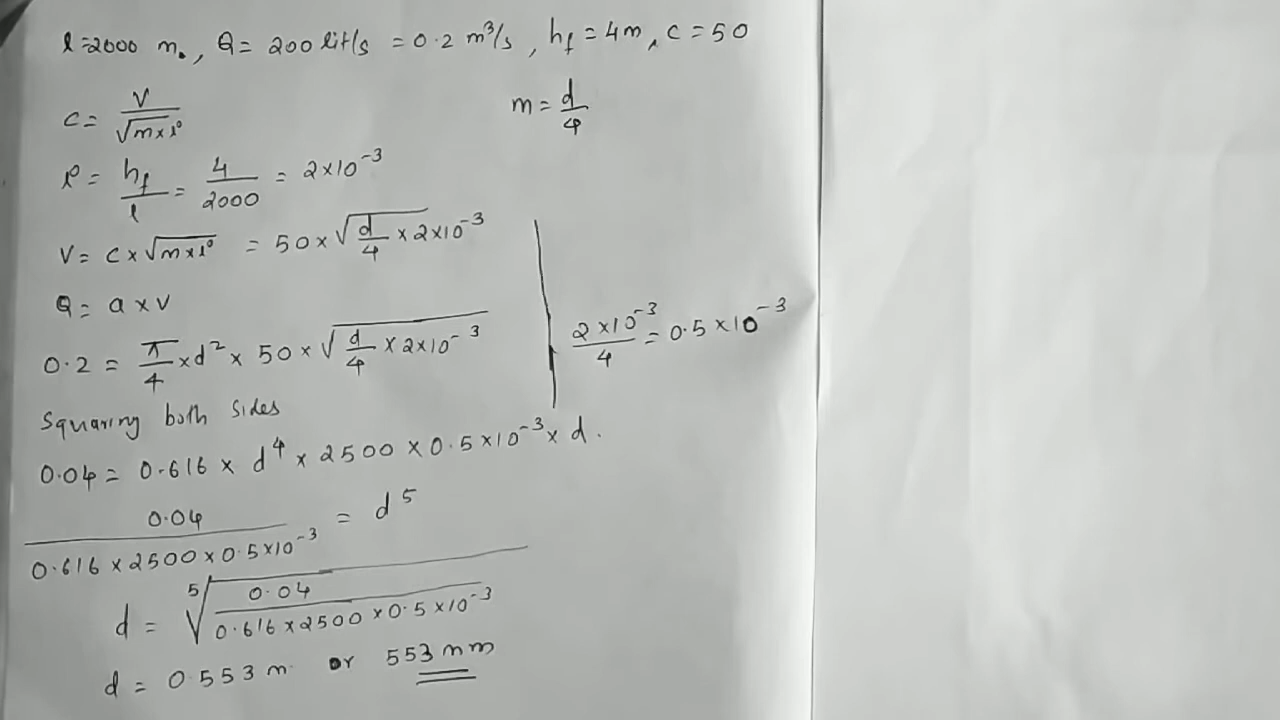 l=2000 m., Q= 200 lit/s = 0.2 m³/s, hf = 4m, c = 50
c = V/√(m×i)    m = d/4
i = hf/l = 4/2000 = 2×10⁻³
V = c×√(m×i) = 50×√(d/4 × 2×10⁻³)
Q = a×v
0.2 = π/4 × d² × 50 × √(d/4 × 2×10⁻³)    2×10⁻³/4 = 0.5×10⁻³
Squaring both sides
0.04 = 0.616 × d⁴ × 2500 × 0.5×10⁻³ × d.
0.04/(0.616×2500×0.5×10⁻³) = d⁵
d = ⁵√(0.04/(0.616×2500×0.5×10⁻³))
d = 0.553 m or 553 mm